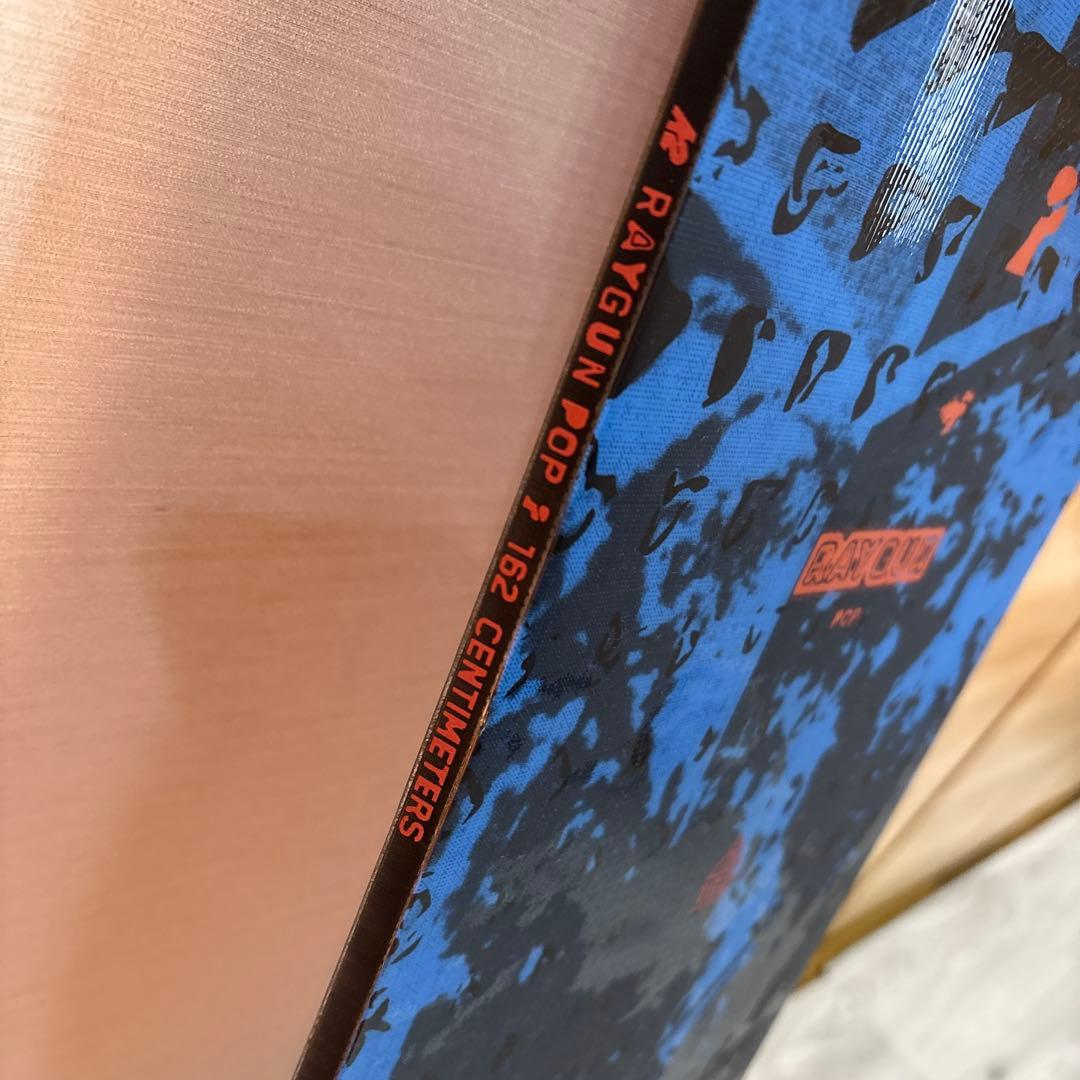 K2 RAYGUN POP 162 CENTIMETERS
RAYGUN
POP